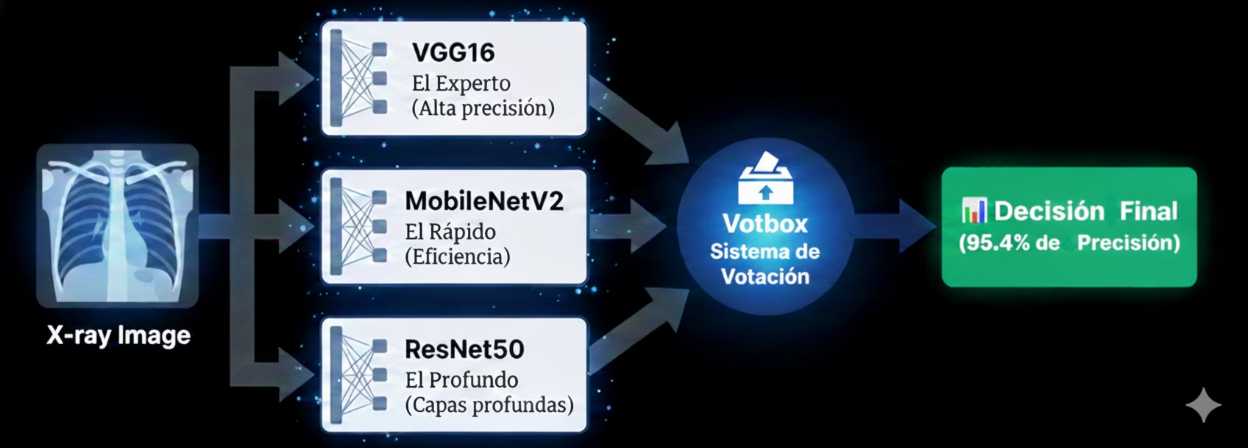 X-ray Image
VGG16
El Experto
(Alta precisión)
MobileNetV2
El Rápido
(Eficiencia)
ResNet50
El Profundo
(Capas profundas)
Votbox
Sistema de
Votación
Decisión Final
(95.4% de Precisión)